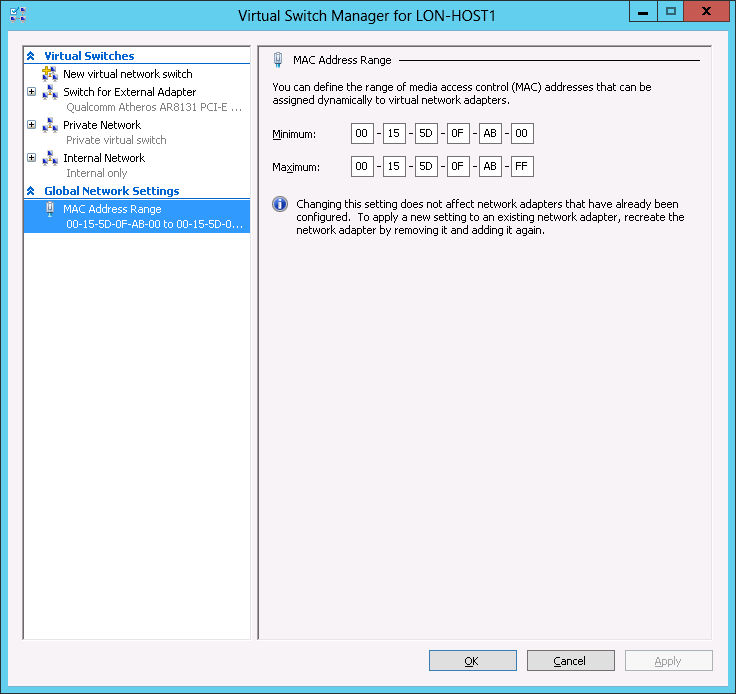 Virtual Switch Manager for LON-HOST1
Virtual Switches
New virtual network switch
Switch for External Adapter
Qualcomm Atheros AR8131 PCI-E ...
Private Network
Private virtual switch
Internal Network
Internal only
Global Network Settings
MAC Address Range
00-15-5D-0F-AB-00 to 00-15-5D-0...
MAC Address Range
You can define the range of media access control (MAC) addresses that can be
assigned dynamically to virtual network adapters.
Minimum: 00 - 15 - 5D - 0F - AB - 00
Maximum: 00 - 15 - 5D - 0F - AB - FF
Changing this setting does not affect network adapters that have already been
configured. To apply a new setting to an existing network adapter, recreate the
network adapter by removing it and adding it again.
OK Cancel Apply